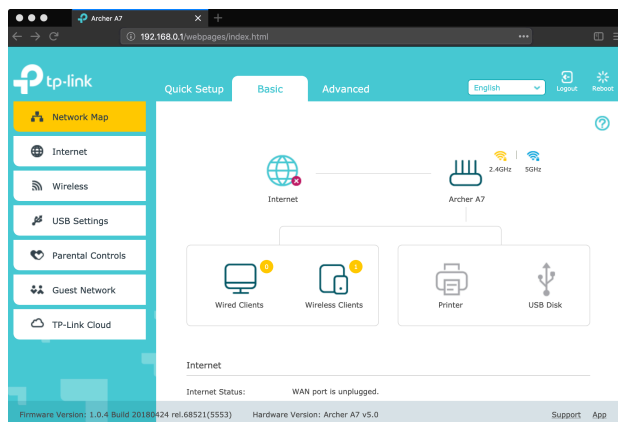 Archer A7
192.168.0.1/webpages/index.html
tp-link
Quick Setup
Basic
Advanced
English
Logout
Reboot
Network Map
Internet
Wireless
USB Settings
Parental Controls
Guest Network
TP-Link Cloud
Internet
2.4GHz
5GHz
Archer A7
0
Wired Clients
1
Wireless Clients
Printer
USB Disk
Internet
Internet Status: WAN port is unplugged.
Firmware Version: 1.0.4 Build 20180424 rel.68521(5553) Hardware Version: Archer A7 v5.0 Support App